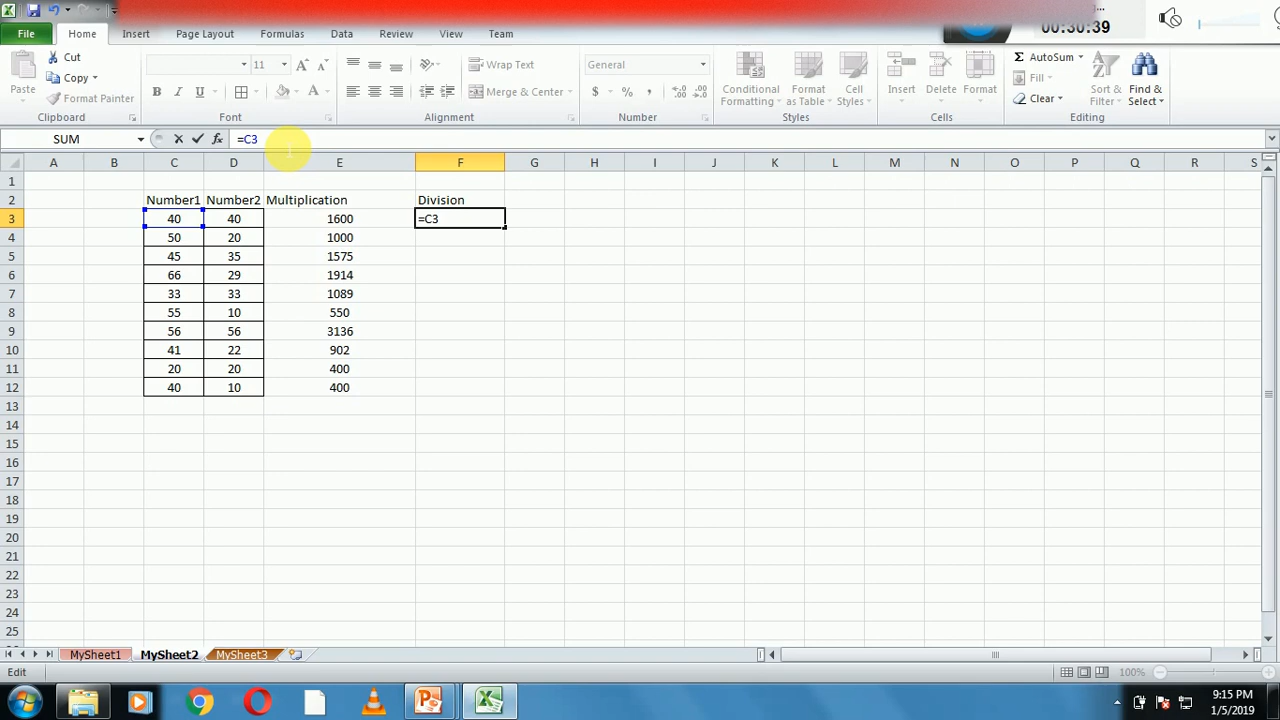 00:30:39
File Home Insert Page Layout Formulas Data Review View Team
Paste Cut Copy Format Painter Clipboard
11 A A B I U A Font
Wrap Text Merge & Center Alignment
General $ % , .0 .00 Number
Conditional Formatting Format as Table Cell Styles Styles
Insert Delete Format Cells
Σ AutoSum Fill Clear Sort & Filter Find & Select Editing
SUM fx =C3
A B C D E F G H I J K L M N O P Q R S
1
2 Number1 Number2 Multiplication Division
3 40 40 1600 =C3
4 50 20 1000
5 45 35 1575
6 66 29 1914
7 33 33 1089
8 55 10 550
9 56 56 3136
10 41 22 902
11 20 20 400
12 40 10 400
13
14
15
16
17
18
19
20
21
22
23
24
25
MySheet1 MySheet2 MySheet3
Edit 100%
9:15 PM
1/5/2019